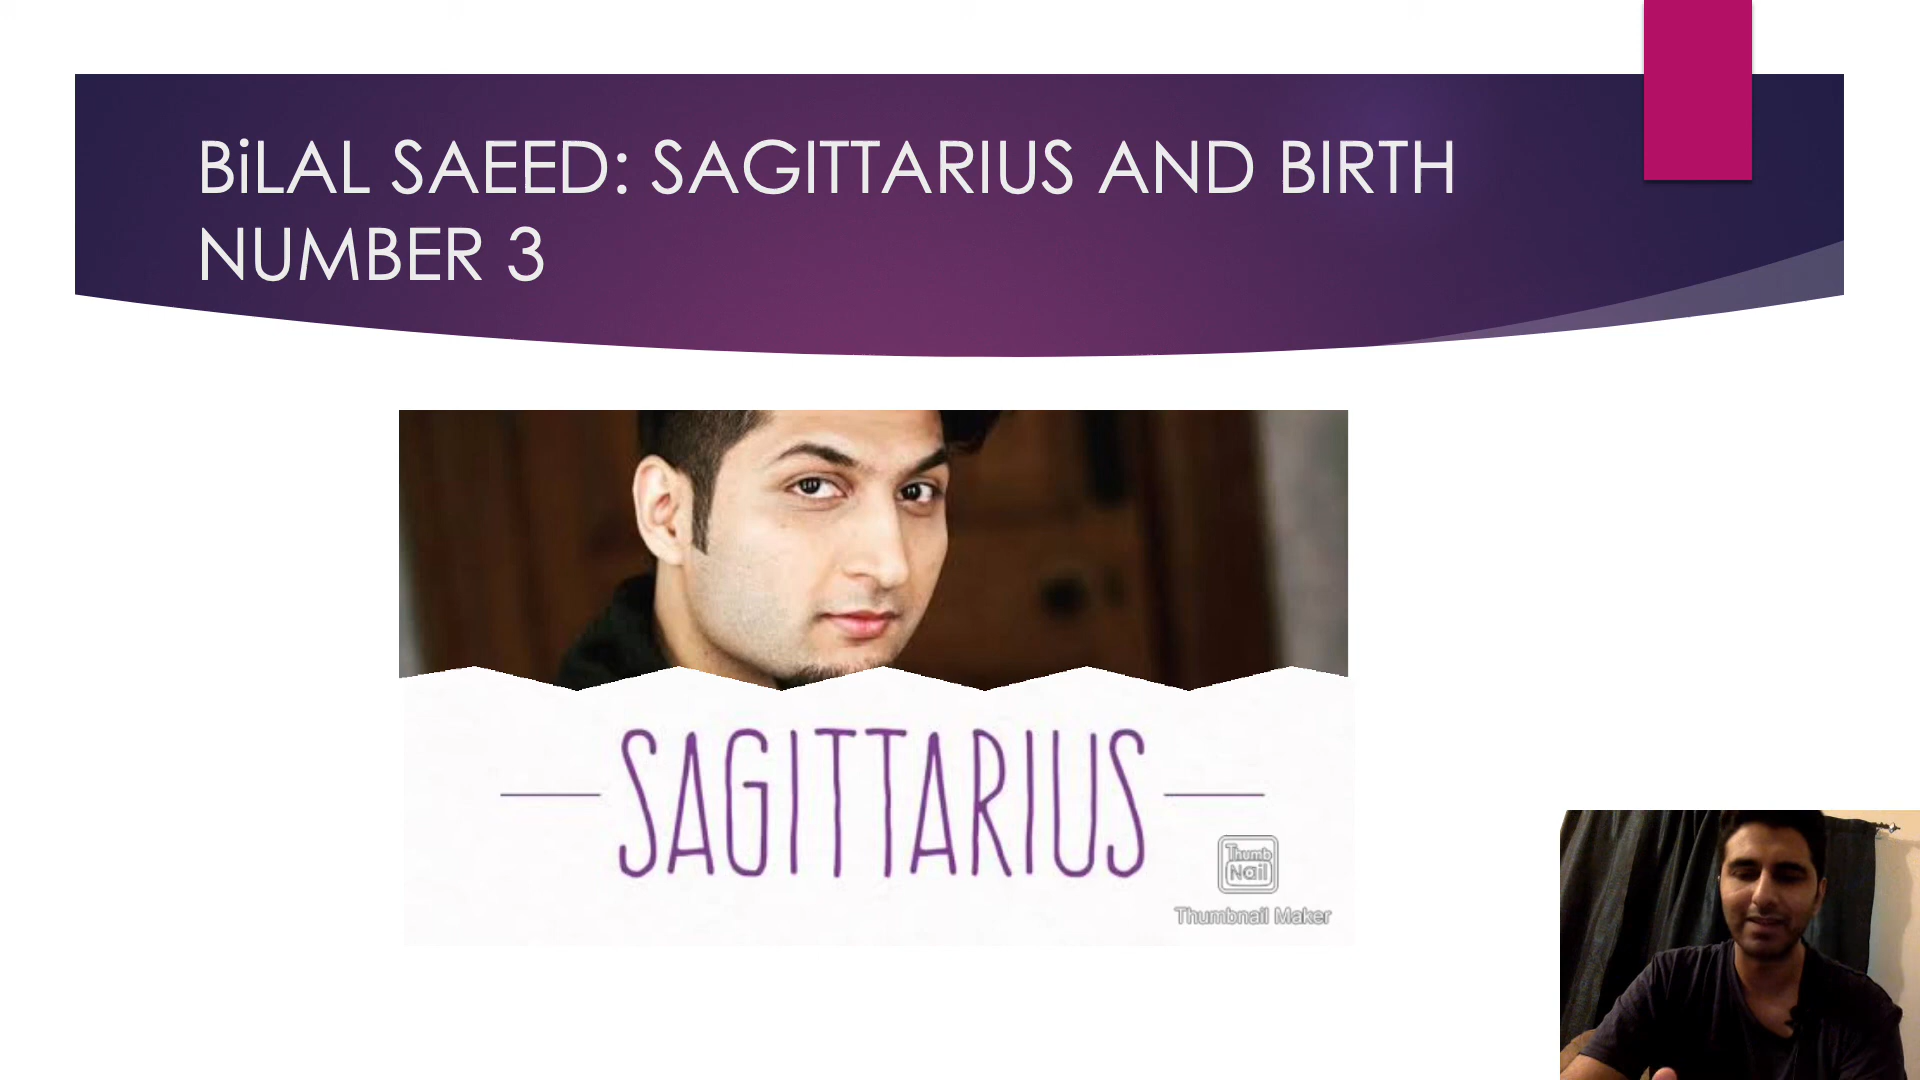 BiLAL SAEED: SAGITTARIUS AND BIRTH
NUMBER 3
SAGITTARIUS
Thumb
Nail
Thumbnail Maker